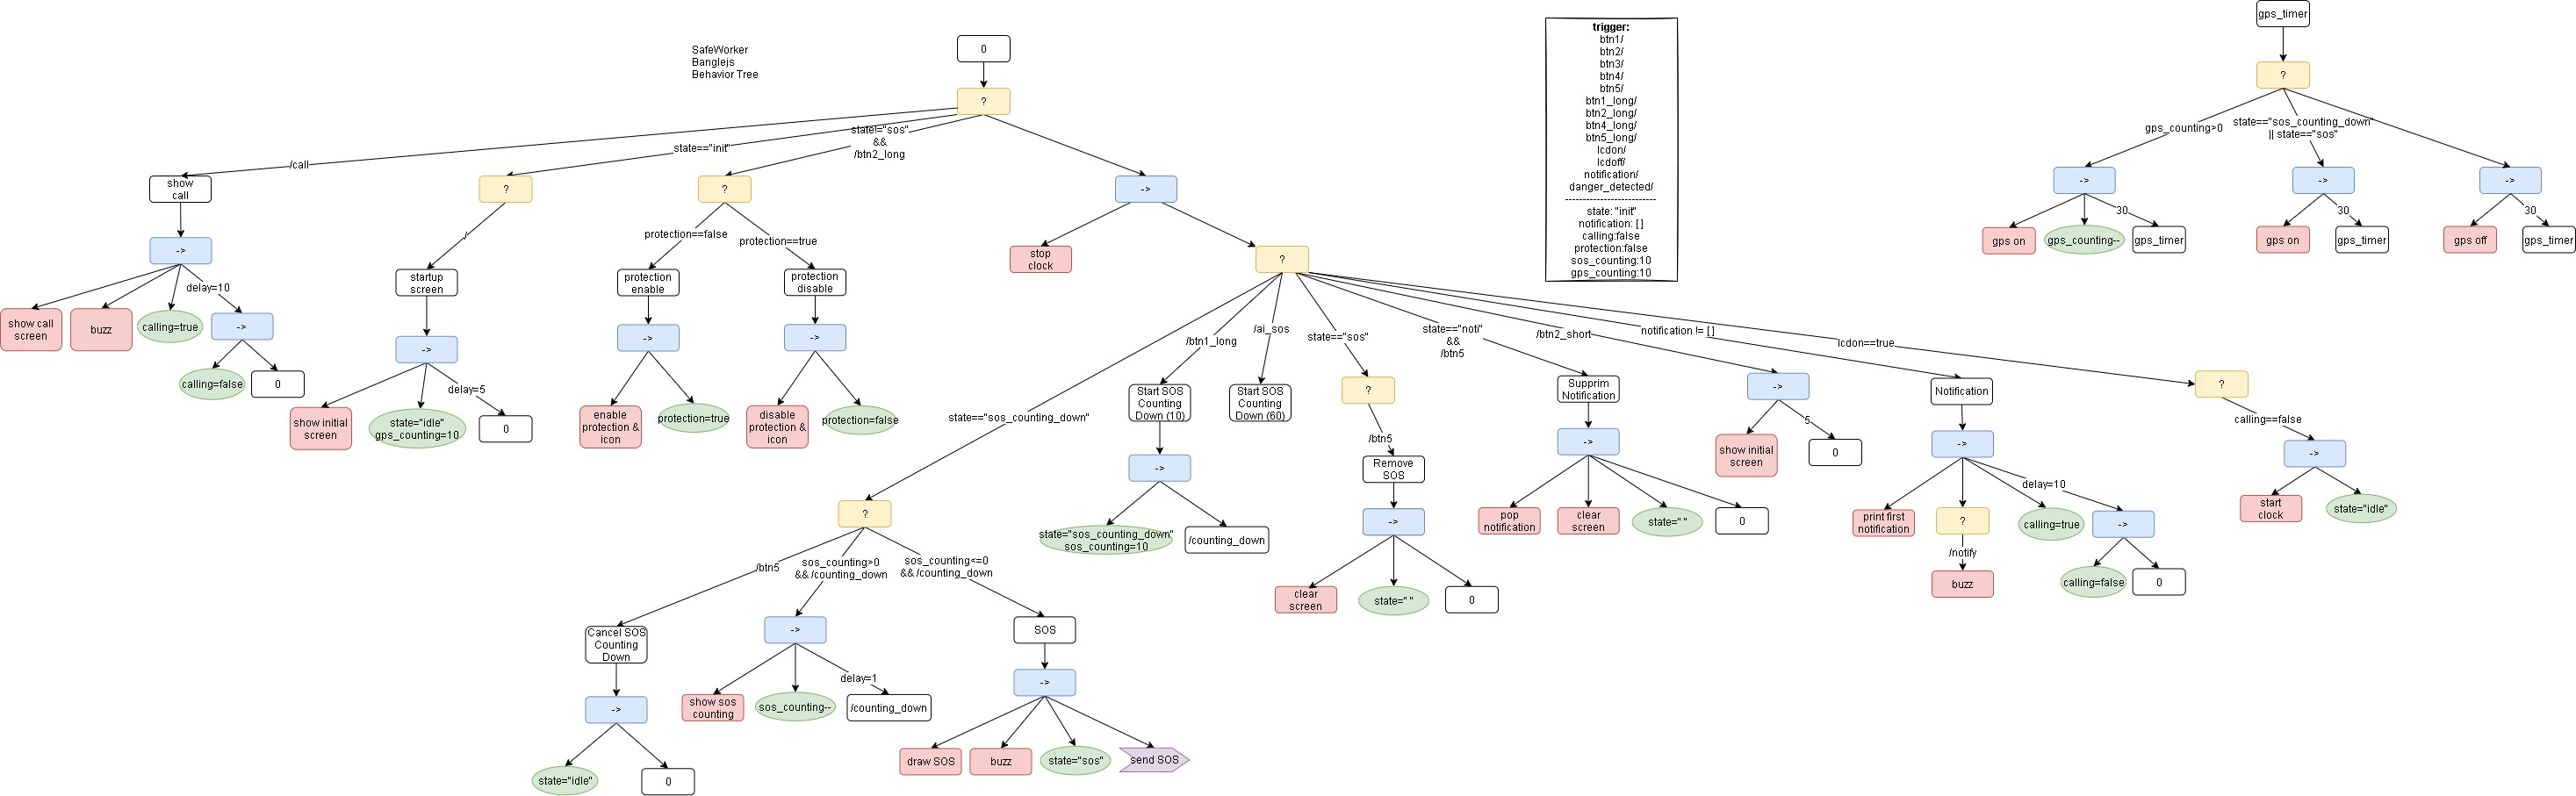 SafeWorker
Banglejs
Behavior Tree
0
?
trigger:
btn1/
btn2/
btn3/
btn4/
btn5/
btn1_long/
btn2_long/
btn4_long/
btn5_long/
lcdon/
lcdoff/
notification/
danger_detected/
--------------------------
state: "init"
notification: [ ]
calling:false
protection:false
sos_counting:10
gps_counting:10
gps_timer
?
gps_counting>0
state=="sos_counting_down"
|| state=="sos"
->
->
->
30
30
30
gps on
gps_counting--
gps_timer
gps on
gps_timer
gps off
gps_timer
/call
state=="init"
state!="sos"
&&
/btn2_long
show
call
?
?
->
->
delay=10
show call
screen
buzz
calling=true
->
calling=false
0
/
startup
screen
->
delay=5
show initial
screen
state="idle"
gps_counting=10
0
protection==false
protection==true
protection
enable
protection
disable
->
->
enable
protection &
icon
protection=true
disable
protection &
icon
protection=false
stop
clock
?
state=="sos_counting_down"
/btn1_long
/ai_sos
state=="sos"
state=="noti"
&&
/btn5
/btn2_short
notification != [ ]
lcdon==true
?
/btn5
sos_counting>0
&& /counting_down
sos_counting<=0
&& /counting_down
Cancel SOS
Counting
Down
->
state="idle"
0
->
delay=1
show sos
counting
sos_counting--
/counting_down
SOS
->
draw SOS
buzz
state="sos"
send SOS
Start SOS
Counting
Down (10)
->
state="sos_counting_down"
sos_counting=10
/counting_down
Start SOS
Counting
Down (60)
?
/btn5
Remove
SOS
->
clear
screen
state=" "
0
Supprim
Notification
->
pop
notification
clear
screen
state=" "
0
->
5
show initial
screen
0
Notification
->
delay=10
print first
notification
?
/notify
buzz
calling=true
->
calling=false
0
?
calling==false
->
start
clock
state="idle"